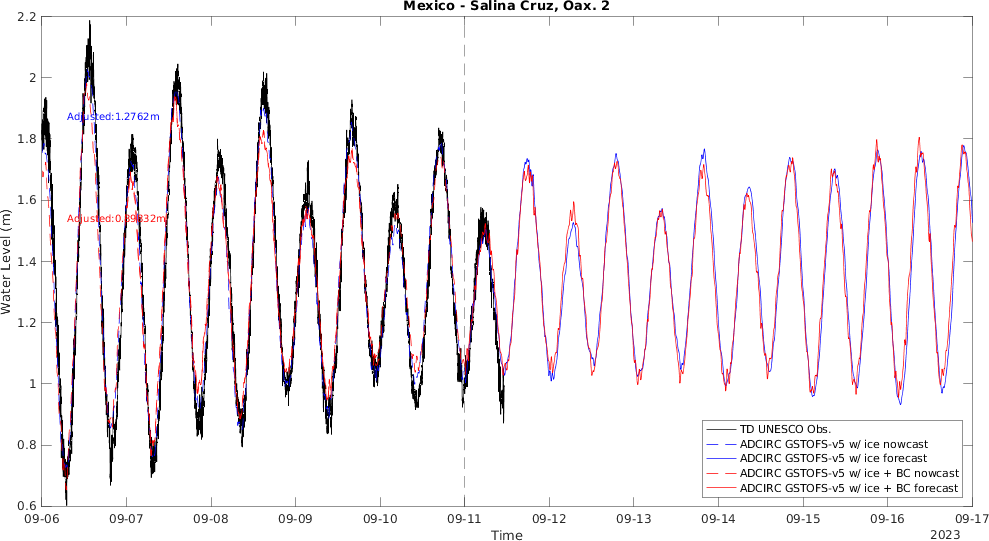 Mexico - Salina Cruz, Oax. 2
2.2
2
1.8
1.6
1.4
1.2
1
0.8
0.6
Water Level (m)
Adjusted:1.2762m
TD UNESCO Obs.
ADCIRC GSTOFS-v5 w/ ice nowcast
ADCIRC GSTOFS-v5 w/ ice forecast
ADCIRC GSTOFS-v5 w/ ice + BC nowcast
ADCIRC GSTOFS-v5 w/ ice + BC forecast
09-06 09-07 09-08 09-09 09-10 09-11 09-12 09-13 09-14 09-15 09-16 09-17
Time
2023